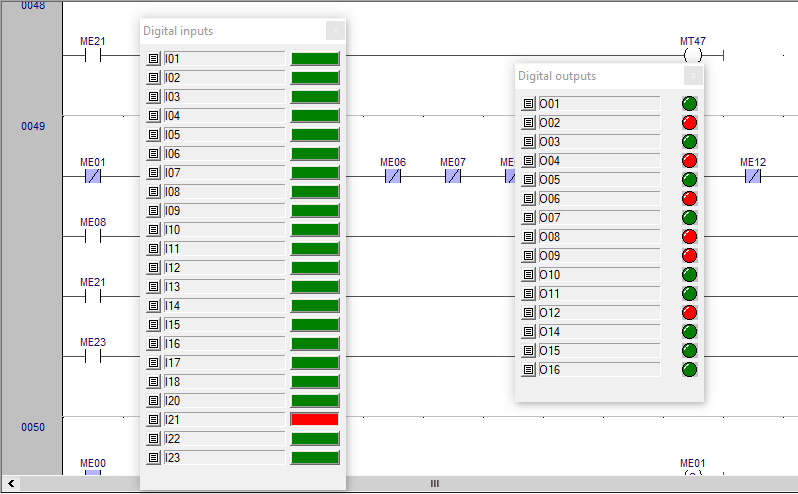 0048
ME21
MT47
0049
ME01
ME06
ME07
ME12
ME08
ME21
ME23
0050
ME00
ME01
Digital inputs
x
I01
I02
I03
I04
I05
I06
I07
I08
I09
I10
I11
I12
I13
I14
I15
I16
I17
I18
I20
I21
I22
I23
Digital outputs
x
O01
O02
O03
O04
O05
O06
O07
O08
O09
O10
O11
O12
O14
O15
O16